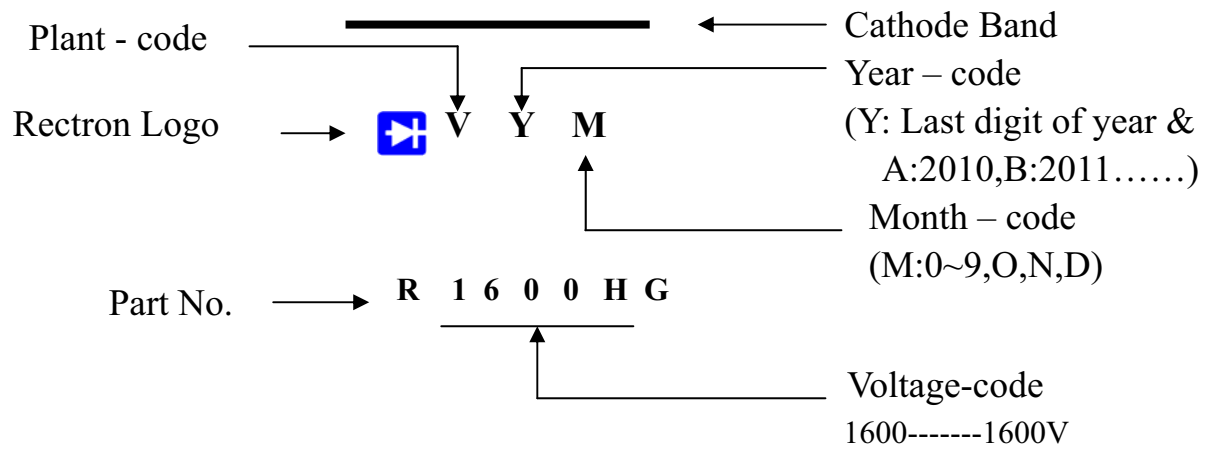 Cathode Band
Plant - code
Year – code
Rectron Logo
V Y M
(Y: Last digit of year &
A:2010,B:2011……)
Month – code
(M:0~9,O,N,D)
Part No.
R 1 6 0 0 H G
Voltage-code
1600-------1600V